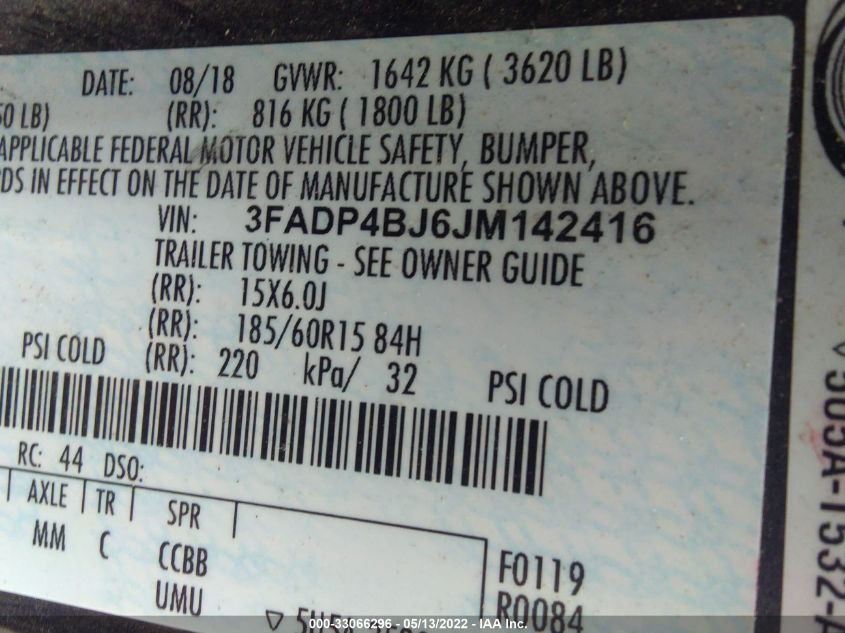 DATE: 08/18 GVWR: 1642 KG ( 3620 LB)
50 LB) (RR): 816 KG ( 1800 LB)
APPLICABLE FEDERAL MOTOR VEHICLE SAFETY, BUMPER,
RDS IN EFFECT ON THE DATE OF MANUFACTURE SHOWN ABOVE.
VIN: 3FADP4BJ6JM142416
TRAILER TOWING - SEE OWNER GUIDE
(RR): 15X6.0J
(RR): 185/60R15 84H
PSI COLD (RR): 220 kPa/ 32 PSI COLD
RC: 44 DSO:
AXLE TR SPR
MM C CCBB
UMU
F0119
R0084
000-33066296 - 05/13/2022 - IAA Inc.